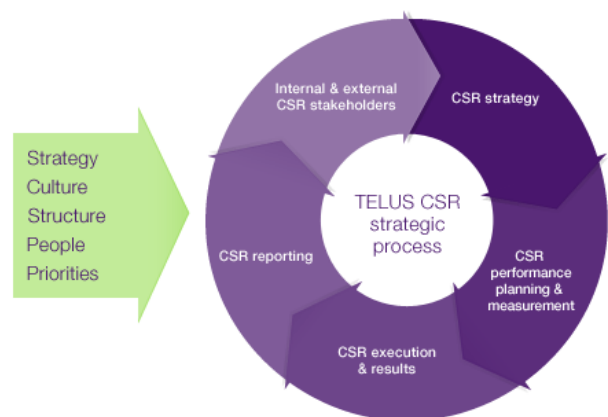 Strategy
Culture
Structure
People
Priorities
Internal & external
CSR stakeholders
CSR strategy
CSR
performance
planning &
measurement
CSR execution
& results
CSR reporting
TELUS CSR
strategic
process